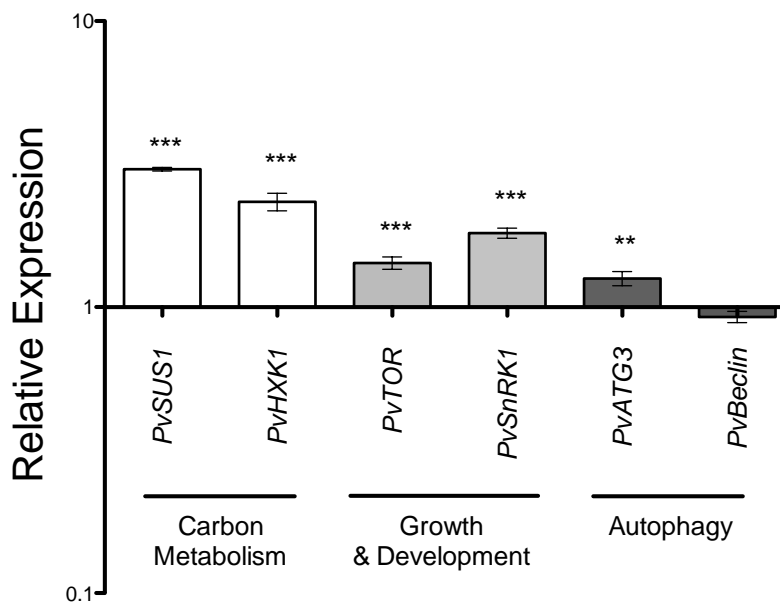 10
***
***
***
***
**
Relative Expression
1
PvSUS1
PvHXK1
PvTOR
PvSnRK1
PvATG3
PvBeclin
Carbon
Metabolism
Growth
& Development
Autophagy
0.1